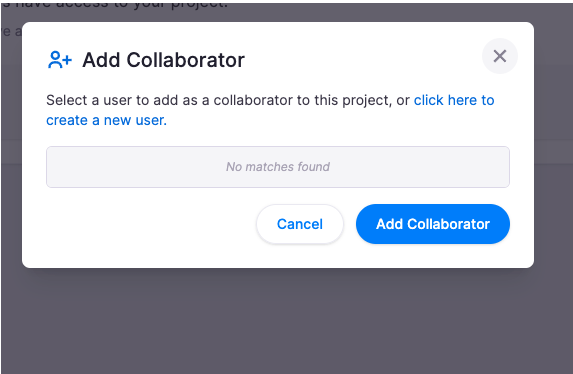 s have access to your project.
Add Collaborator
Select a user to add as a collaborator to this project, or click here to
create a new user.
No matches found
Cancel
Add Collaborator